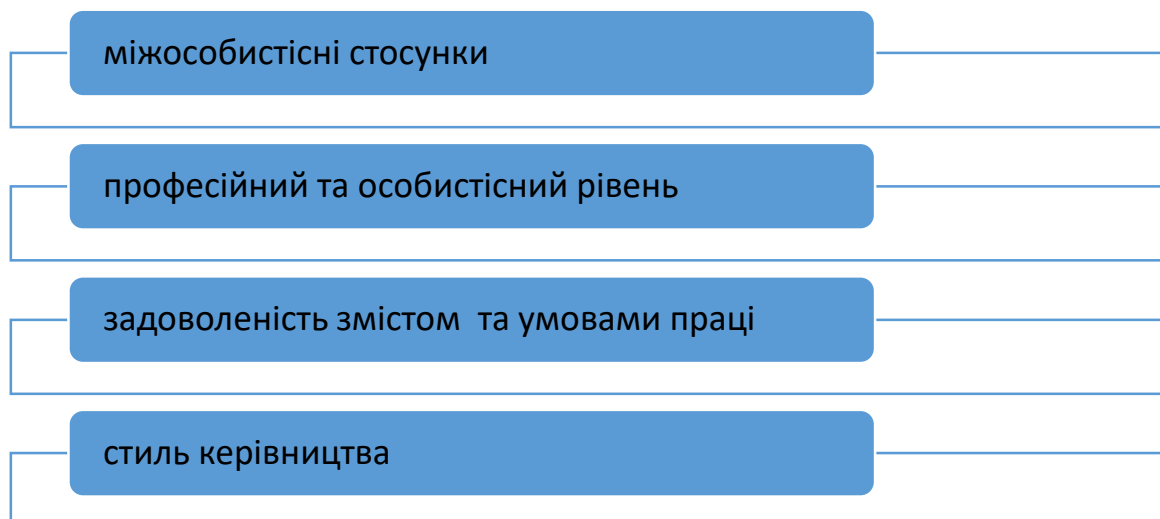 міжособистісні стосунки
професійний та особистісний рівень
задоволеність змістом  та умовами праці
стиль керівництва